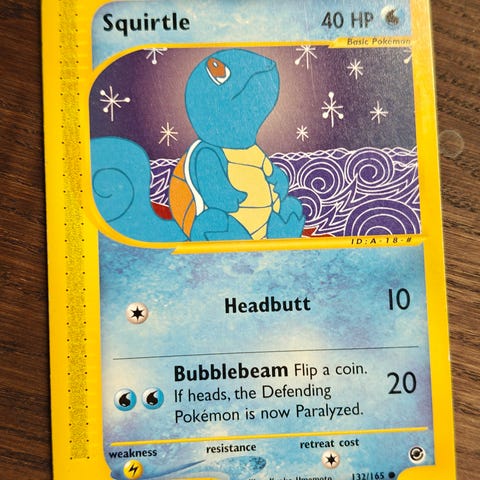 Squirtle 40 HP
Basic Pokémon
ID:A-18-#
Headbutt 10
Bubblebeam Flip a coin.
If heads, the Defending 20
Pokémon is now Paralyzed.
weakness resistance retreat cost
132/165